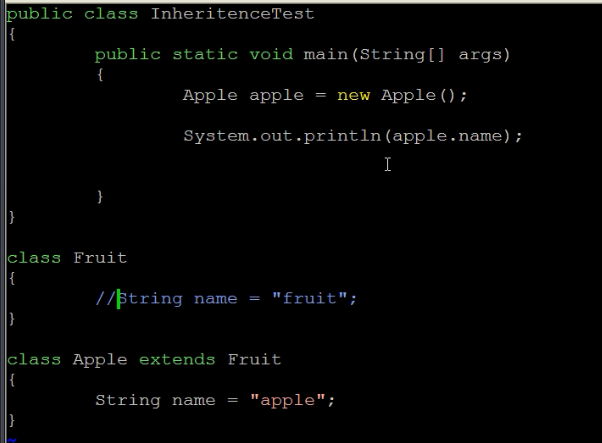 public class InheritenceTest
{
public static void main(String[] args)
{
Apple apple = new Apple();
System.out.println(apple.name);
}
}
class Fruit
{
//String name = "fruit";
}
class Apple extends Fruit
{
String name = "apple";
}
~